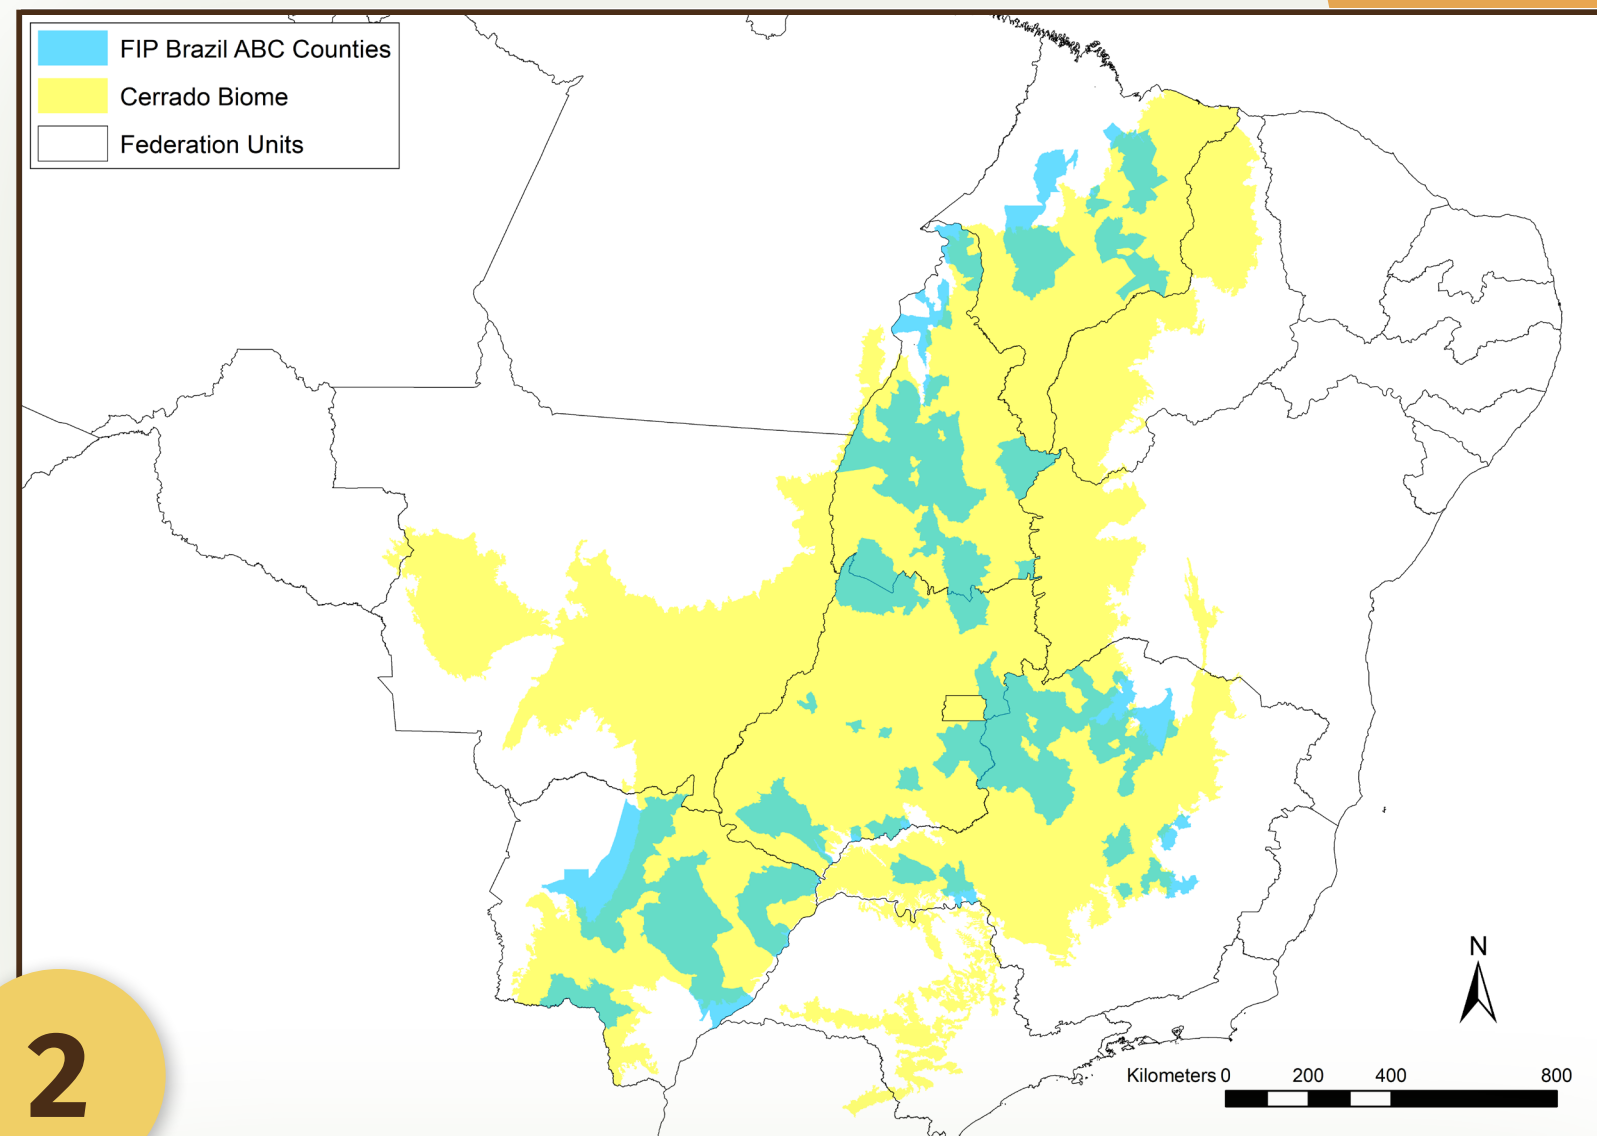 FIP Brazil ABC Counties
Cerrado Biome
Federation Units
N
Kilometers 0 200 400 800
2